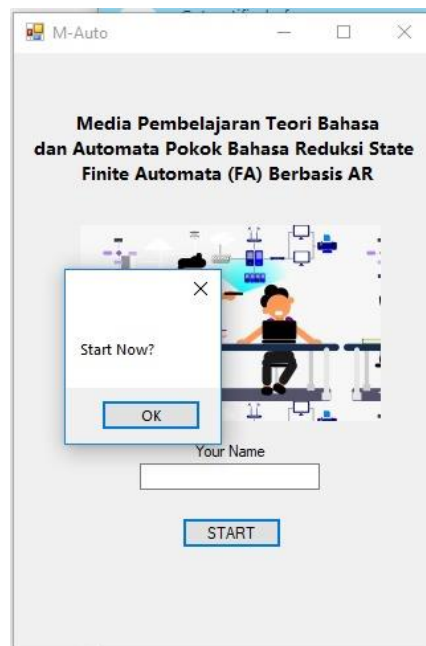 M-Auto
Media Pembelajaran Teori Bahasa
dan Automata Pokok Bahasa Reduksi State
Finite Automata (FA) Berbasis AR
Start Now?
OK
Your Name
START